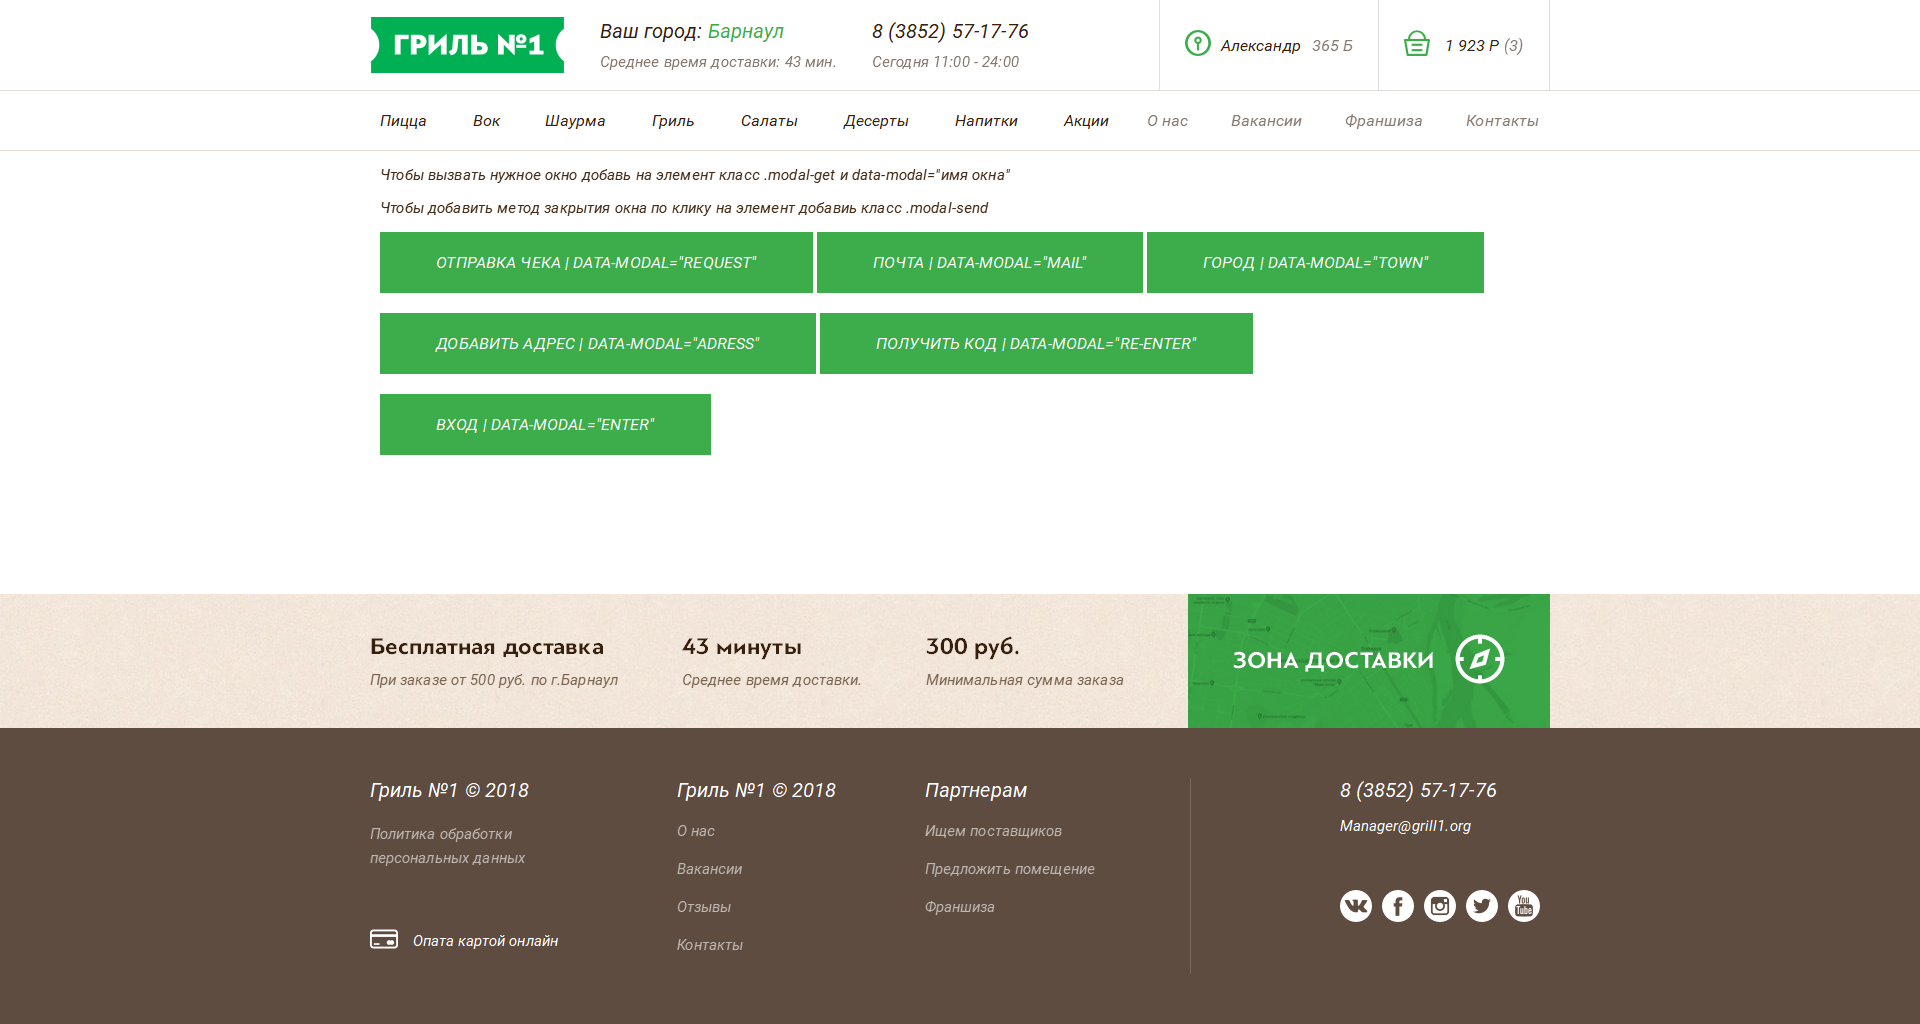 ГРИЛЬ №1
Ваш город: Барнаул
Среднее время доставки: 43 мин.
8 (3852) 57-17-76
Сегодня 11:00 - 24:00
Александр 365 Б
1 923 Р (3)
Пицца Вок Шаурма Гриль Салаты Десерты Напитки Акции О нас Вакансии Франшиза Контакты
Чтобы вызвать нужное окно добавь на элемент класс .modal-get и data-modal="имя окна"
Чтобы добавить метод закрытия окна по клику на элемент добавиь класс .modal-send
ОТПРАВКА ЧЕКА | DATA-MODAL="REQUEST"
ПОЧТА | DATA-MODAL="MAIL"
ГОРОД | DATA-MODAL="TOWN"
ДОБАВИТЬ АДРЕС | DATA-MODAL="ADRESS"
ПОЛУЧИТЬ КОД | DATA-MODAL="RE-ENTER"
ВХОД | DATA-MODAL="ENTER"
Бесплатная доставка
При заказе от 500 руб. по г.Барнаул
43 минуты
Среднее время доставки.
300 руб.
Минимальная сумма заказа
ЗОНА ДОСТАВКИ
Гриль №1 © 2018
Политика обработки
персональных данных
Опата картой онлайн
Гриль №1 © 2018
О нас
Вакансии
Отзывы
Контакты
Партнерам
Ищем поставщиков
Предложить помещение
Франшиза
8 (3852) 57-17-76
Manager@grill1.org
You
Tube